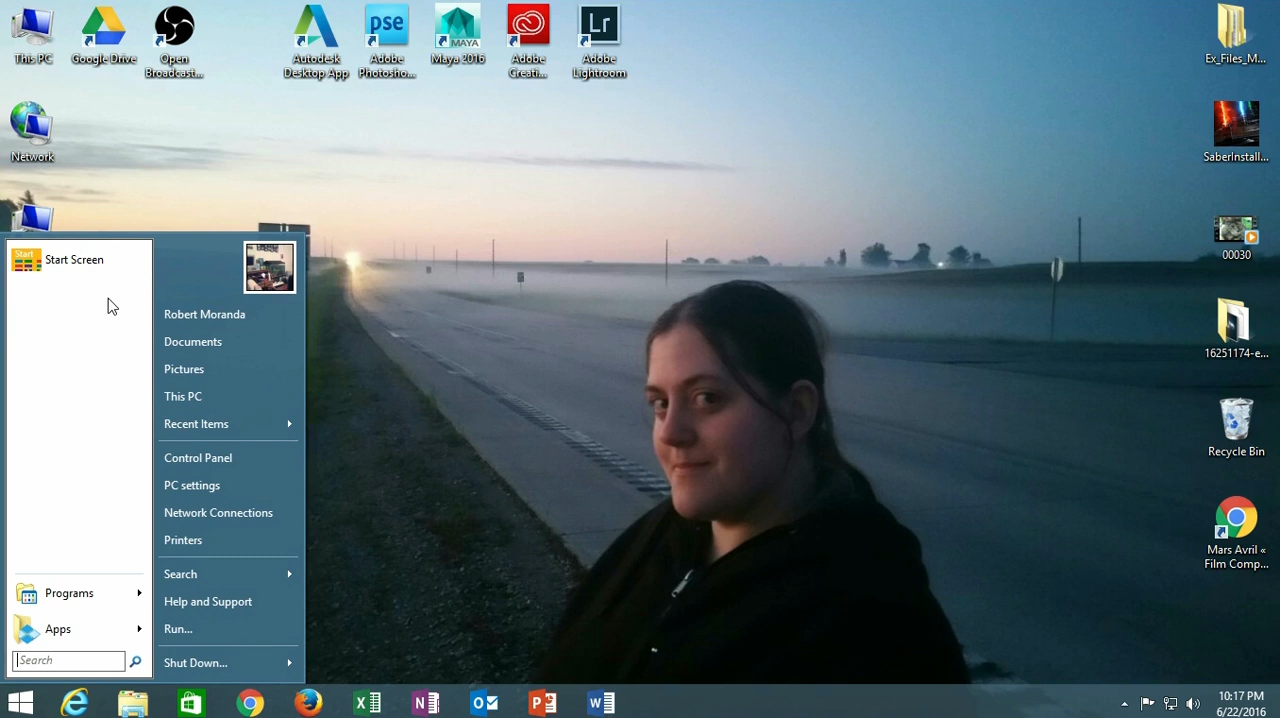 This PC
Google Drive
Open
Broadcast...
Autodesk
Desktop App
pse
Adobe
Photosho...
MAYA
Maya 2016
Adobe
Creati...
Lr
Adobe
Lightroom
Ex_Files_M...
Network
SaberInstall...
00030
16251174-e...
Recycle Bin
Mars Avril «
Film Comp...
Start
Start Screen
Programs
Apps
Search
Robert Moranda
Documents
Pictures
This PC
Recent Items
Control Panel
PC settings
Network Connections
Printers
Search
Help and Support
Run...
Shut Down...
10:17 PM
6/22/2016